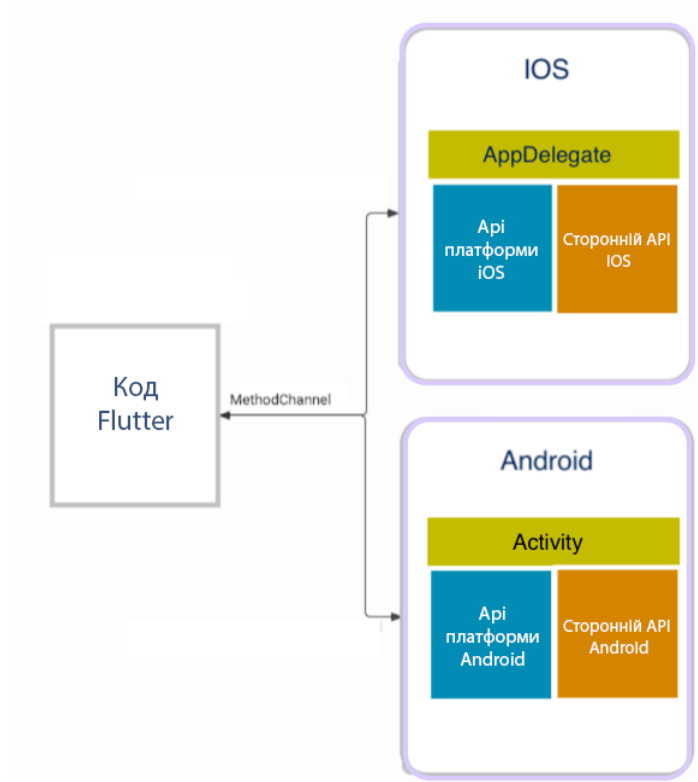 IOS
AppDelegate
Api
платформи
iOS
Сторонній API
IOS
Код
Flutter
MethodChannel
Android
Activity
Api
платформи
Android
Сторонній API
Android